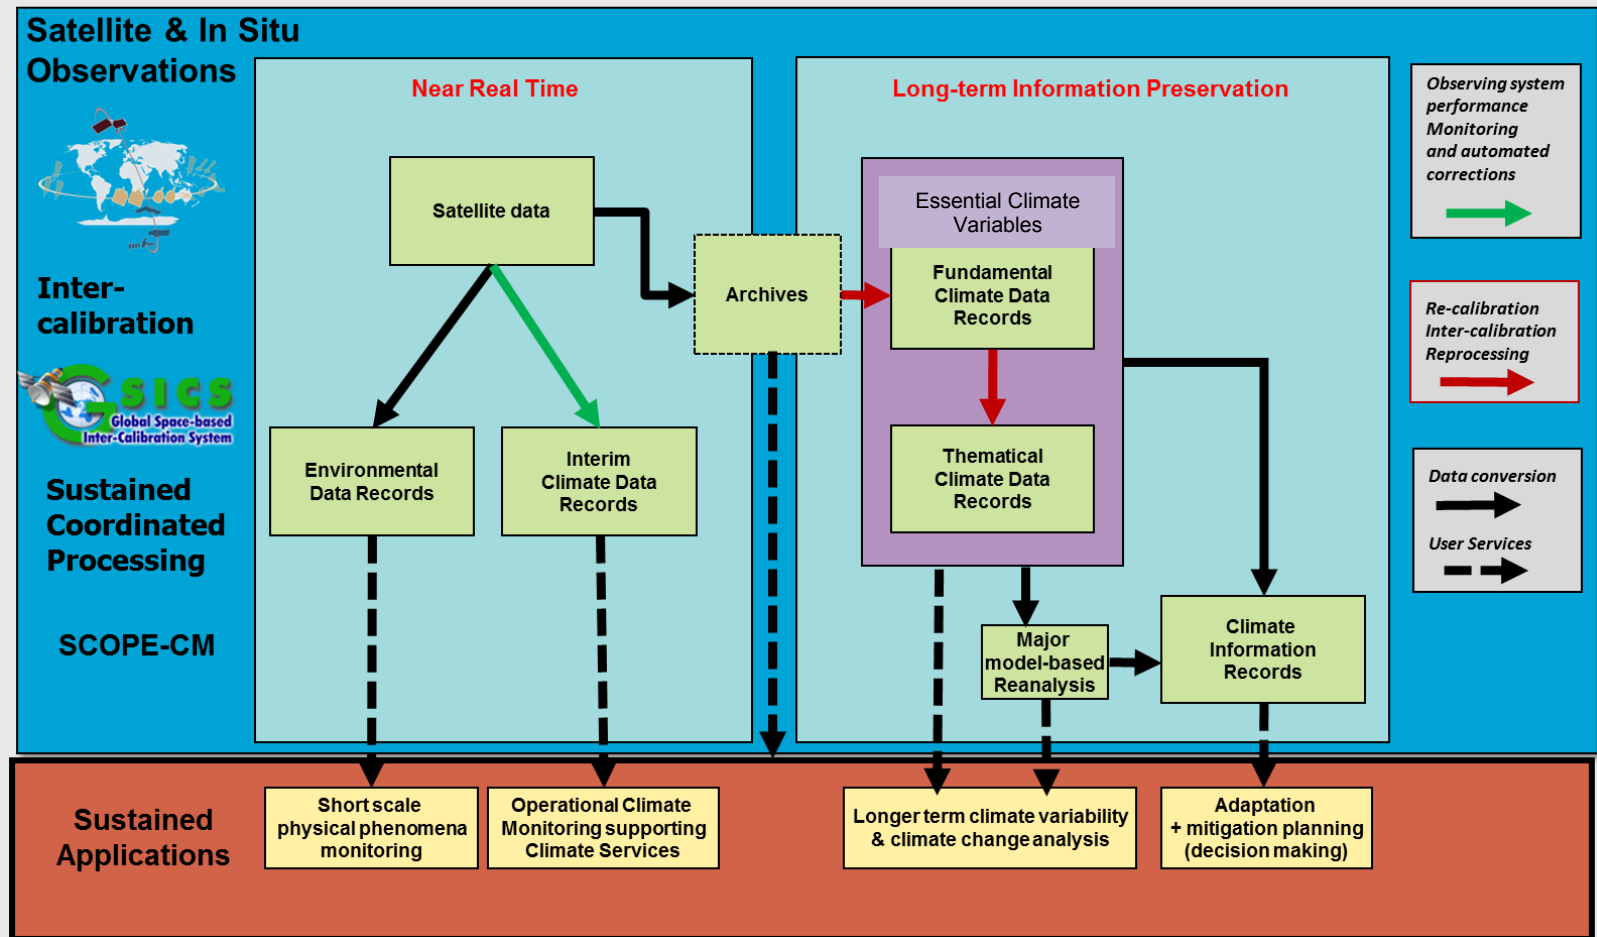 Satellite & In Situ
Observations
Near Real Time
Long-term Information Preservation
Observing system
performance
Monitoring
and automated
corrections
Satellite data
Essential Climate
Variables
Archives
Fundamental
Climate Data
Records
Inter-
calibration
Re-calibration
Inter-calibration
Reprocessing
GSICS
Global Space-based
Inter-Calibration System
Environmental
Data Records
Interim
Climate Data
Records
Thematical
Climate Data
Records
Data conversion
User Services
Sustained
Coordinated
Processing
SCOPE-CM
Major
model-based
Reanalysis
Climate
Information
Records
Sustained
Applications
Short scale
physical phenomena
monitoring
Operational Climate
Monitoring supporting
Climate Services
Longer term climate variability
& climate change analysis
Adaptation
+ mitigation planning
(decision making)